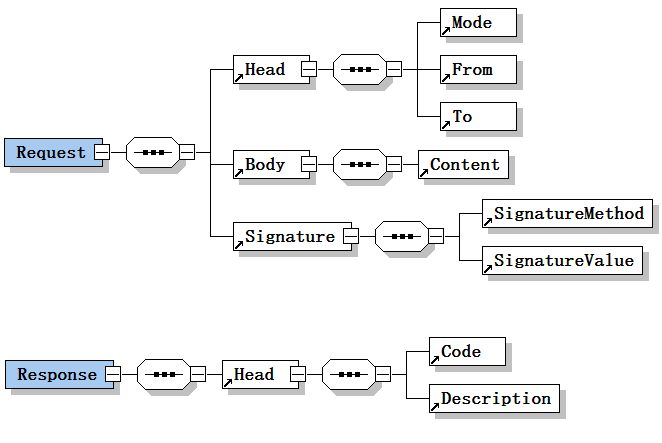 Mode
Head
From
To
Request
Body
Content
SignatureMethod
Signature
SignatureValue
Code
Response
Head
Description